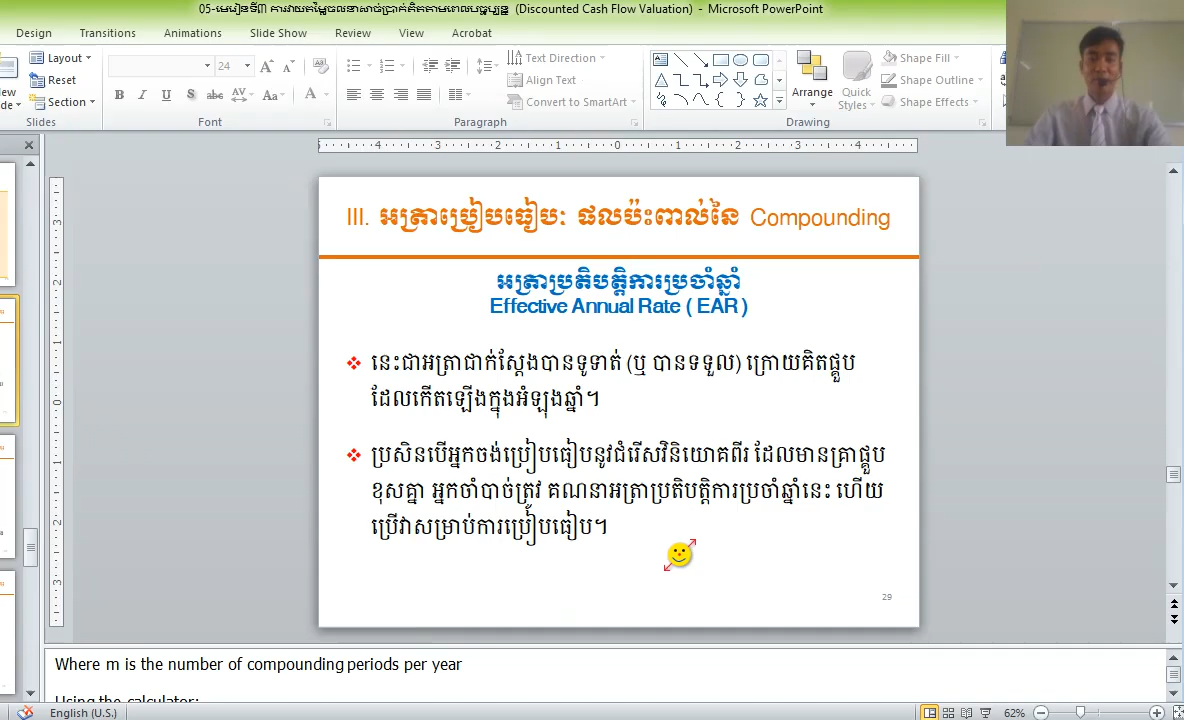 05-មេរៀនទី៣ ការវាយតម្លៃចលនាសាច់ប្រាក់គិតតាមពេលបច្ចុប្បន្ន (Discounted Cash Flow Valuation) - Microsoft PowerPoint
Design Transitions Animations Slide Show Review View Acrobat
Layout
Reset
Section
Slides
24
Font
Paragraph
Text Direction
Align Text
Convert to SmartArt
Arrange
Quick Styles
Shape Fill
Shape Outline
Shape Effects
Drawing
III. អត្រាប្រៀបធៀបៈ ផលប៉ះពាល់នៃ Compounding
អត្រាប្រតិបត្តិការប្រចាំឆ្នាំ
Effective Annual Rate ( EAR )
នេះជាអត្រាជាក់ស្តែងបានទូទាត់ (ឬ បានទទួល) ក្រោយគិតផ្គួប
ដែលកើតឡើងក្នុងអំឡុងឆ្នាំ។
ប្រសិនបើអ្នកចង់ប្រៀបធៀបនូវជំរើសវិនិយោគពីរ ដែលមានគ្រាផ្គួប
ខុសគ្នា អ្នកចាំបាច់ត្រូវ គណនាអត្រាប្រតិបត្តិការប្រចាំឆ្នាំនេះ ហើយ
ប្រើវាសម្រាប់ការប្រៀបធៀប។
29
Where m is the number of compounding periods per year
Using the calculator:
English (U.S.)
62%